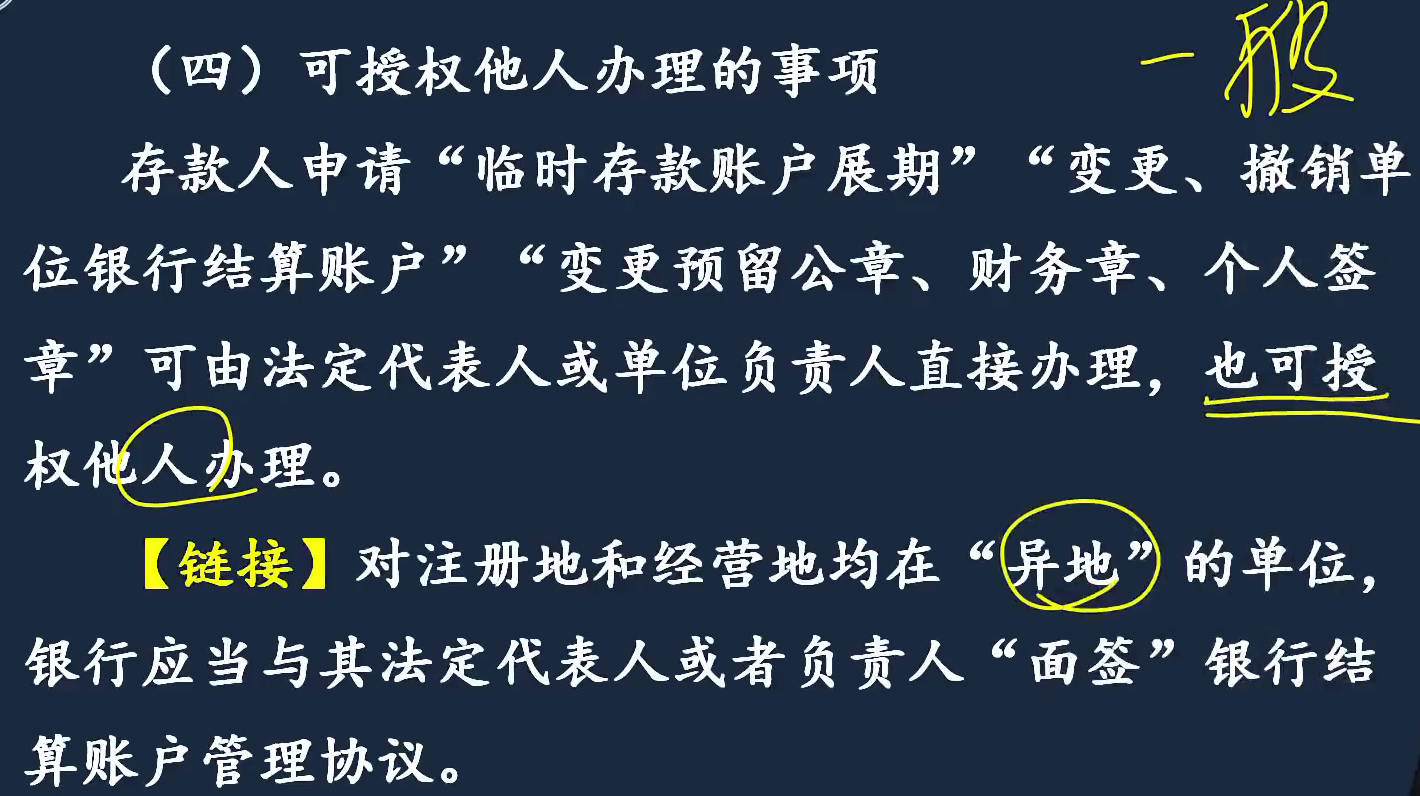 （四）可授权他人办理的事项
一般
存款人申请“临时存款账户展期”“变更、撤销单
位银行结算账户”“变更预留公章、财务章、个人签
章”可由法定代表人或单位负责人直接办理，也可授
权他人办理。
【链接】对注册地和经营地均在“异地”的单位，
银行应当与其法定代表人或者负责人“面签”银行结
算账户管理协议。